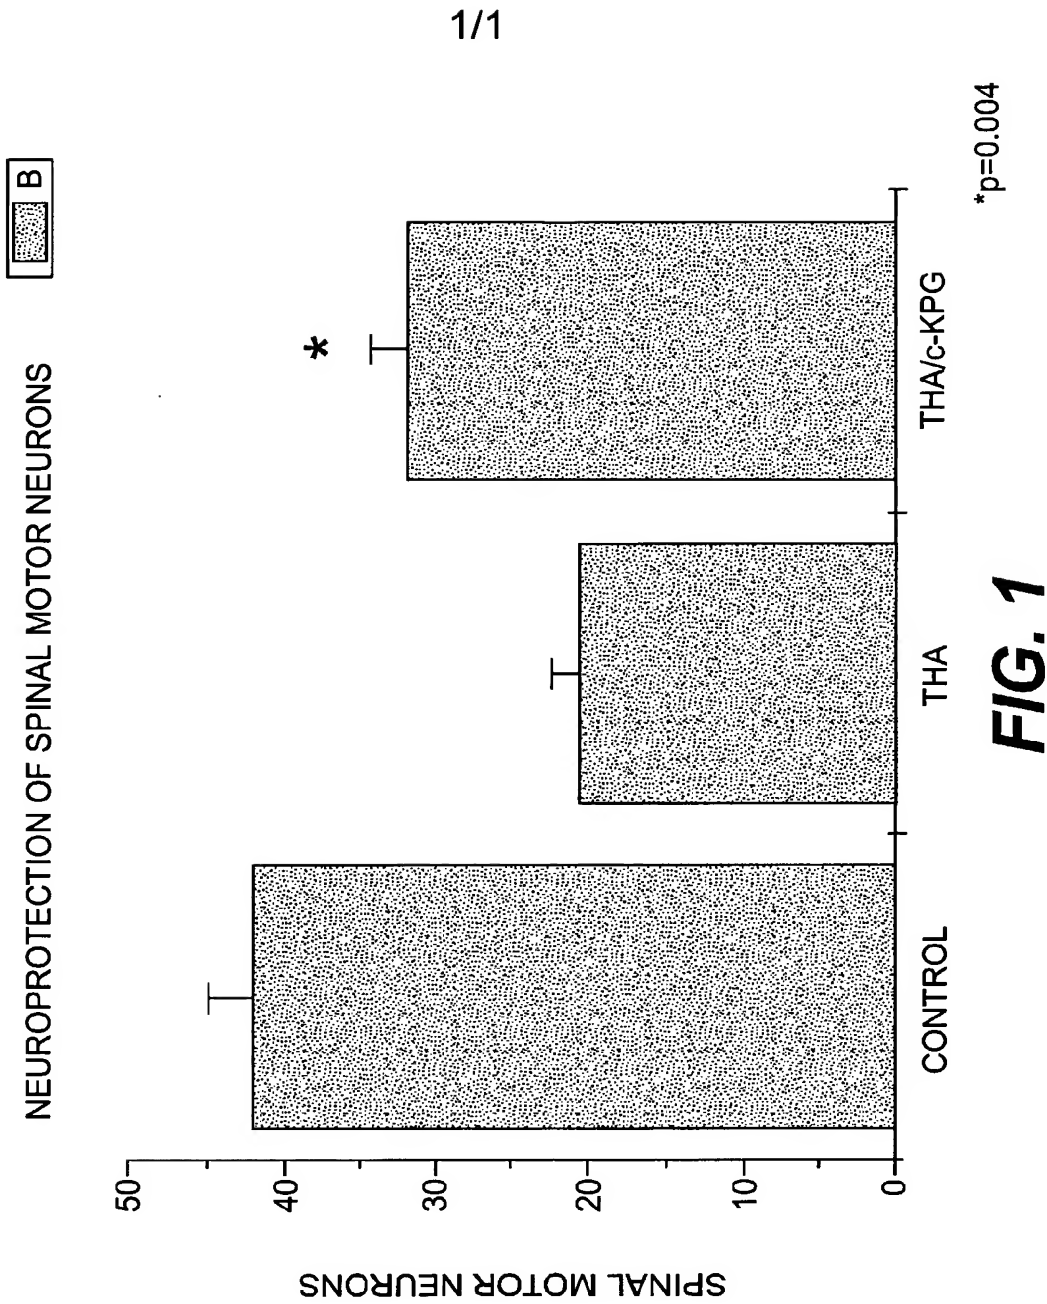 1/1
NEUROPROTECTION OF SPINAL MOTOR NEURONS
B
SPINAL MOTOR NEURONS
50
40
30
20
10
0
*
CONTROL
THA
THA/c-KPG
*p=0.004
FIG. 1